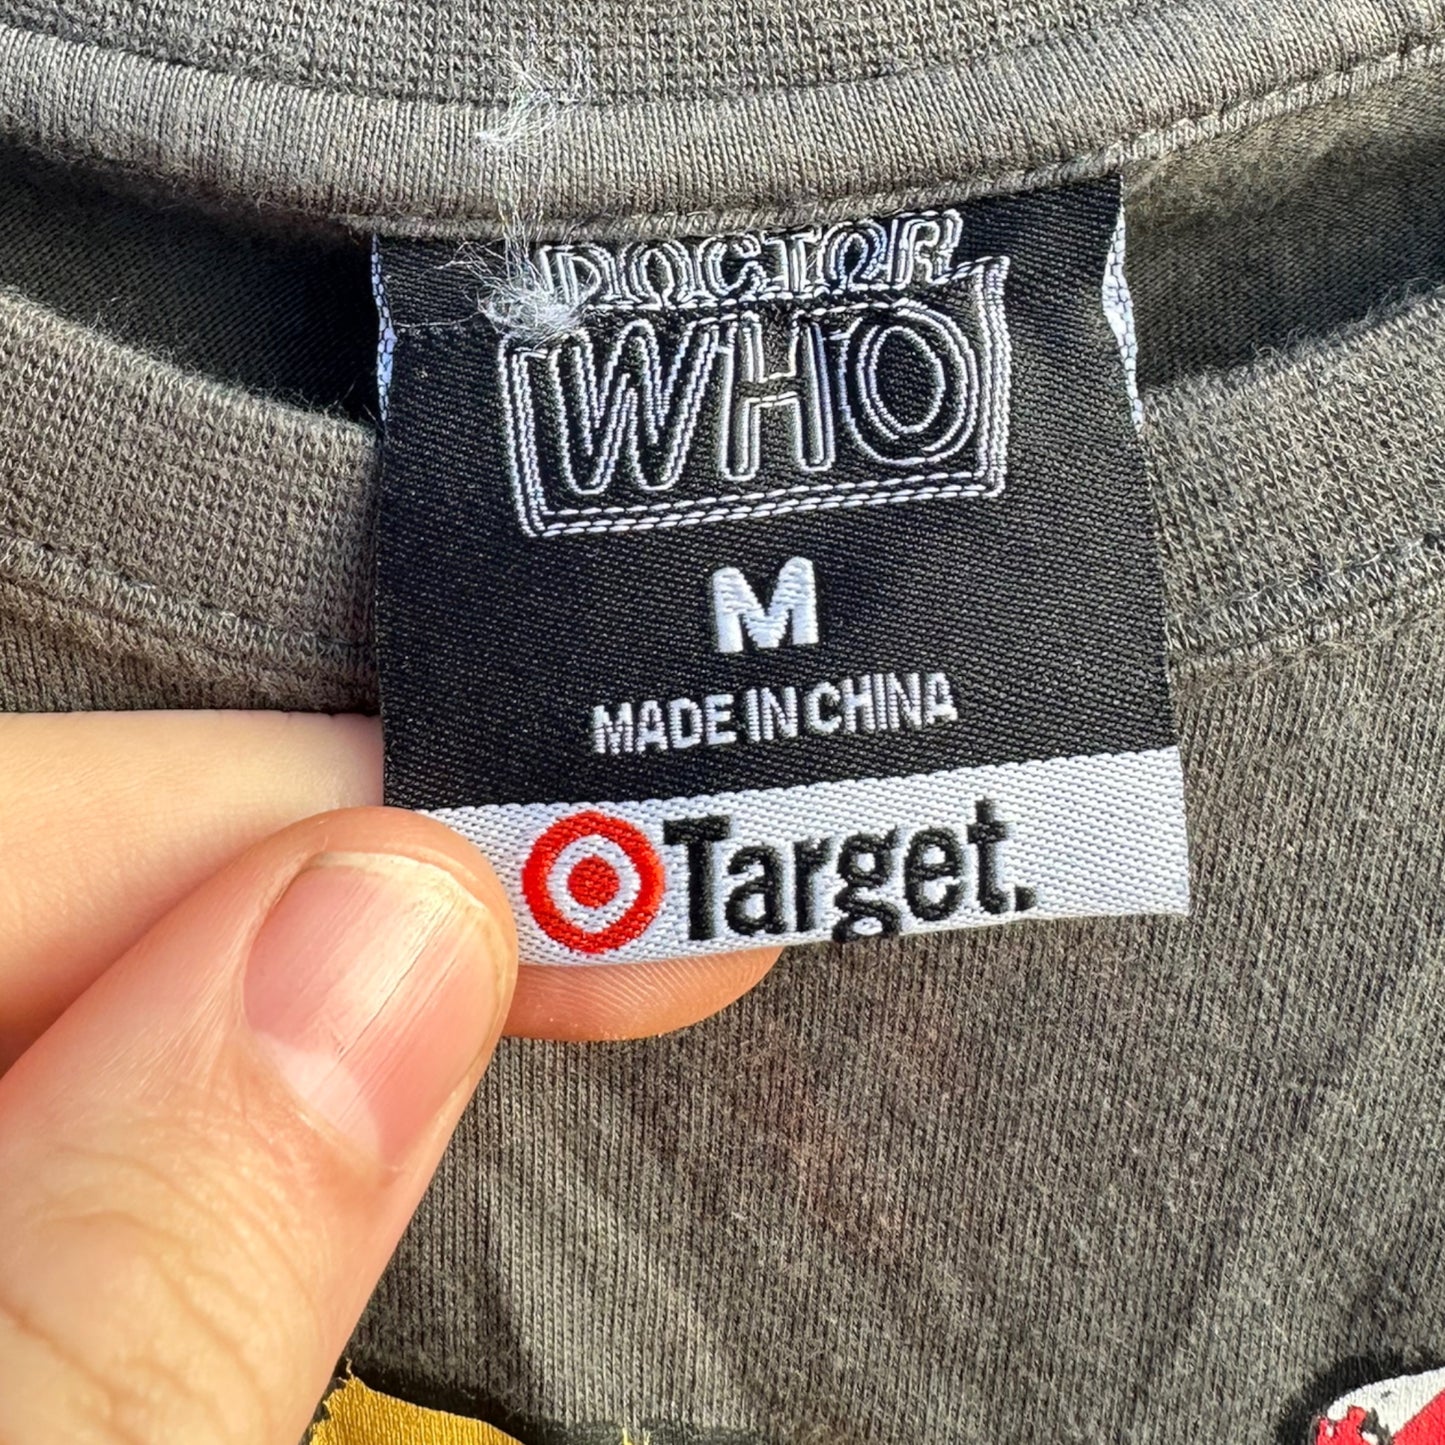 DOCTOR
WHO
M
MADE IN CHINA
Target.